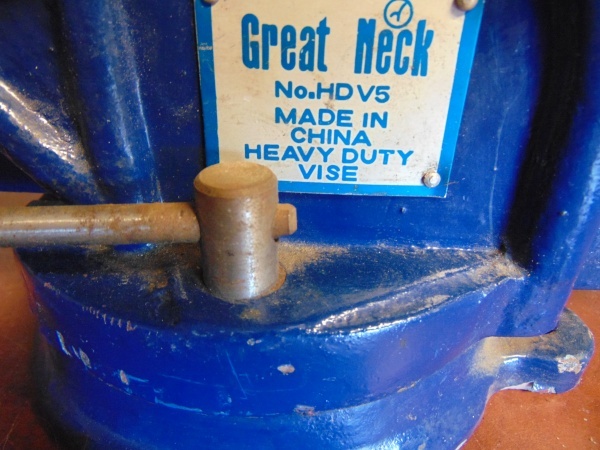 Great Neck
No. HDV5
MADE IN
CHINA
HEAVY DUTY
VISE